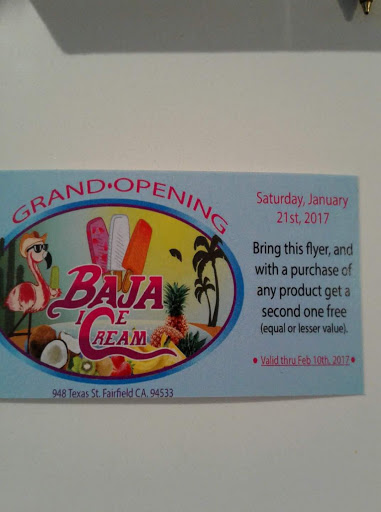 GRAND•OPENING
BAJA
ICE
CREAM
948 Texas St. Fairfield CA. 94533
Saturday, January
21st, 2017
Bring this flyer, and
with a purchase of
any product get a
second one free
(equal or lesser value).
• Valid thru Feb 10th, 2017 •